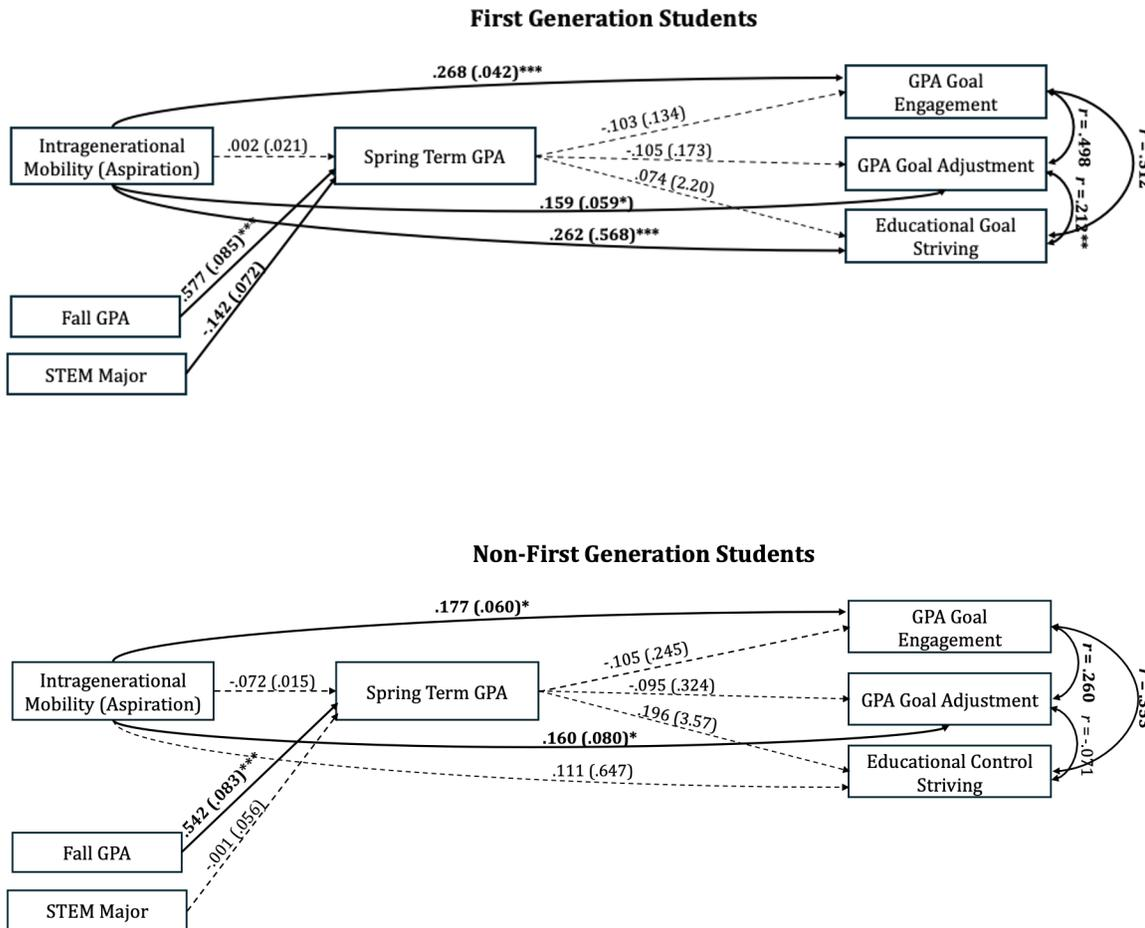 First Generation Students
.268 (.042)***
GPA Goal
Engagement
-.103 (.134)
Intragenerational
Mobility (Aspiration)
.002 (.021)
Spring Term GPA
-.105 (.173)
GPA Goal Adjustment
r = .498
.074 (2.20)
.159 (.059*)
r =.212**
Educational Goal
Striving
.262 (.568)***
.577 (.085)***
-.142 (.072)
Fall GPA
STEM Major
Non-First Generation Students
.177 (.060)*
GPA Goal
Engagement
-.105 (.245)
r = .260
Intragenerational
Mobility (Aspiration)
-.072 (.015)
Spring Term GPA
-.095 (.324)
GPA Goal Adjustment
.196 (3.57)
.160 (.080)*
r =-.071
Educational Control
Striving
.111 (.647)
.542 (.083)***
-.001 (.056)
Fall GPA
STEM Major